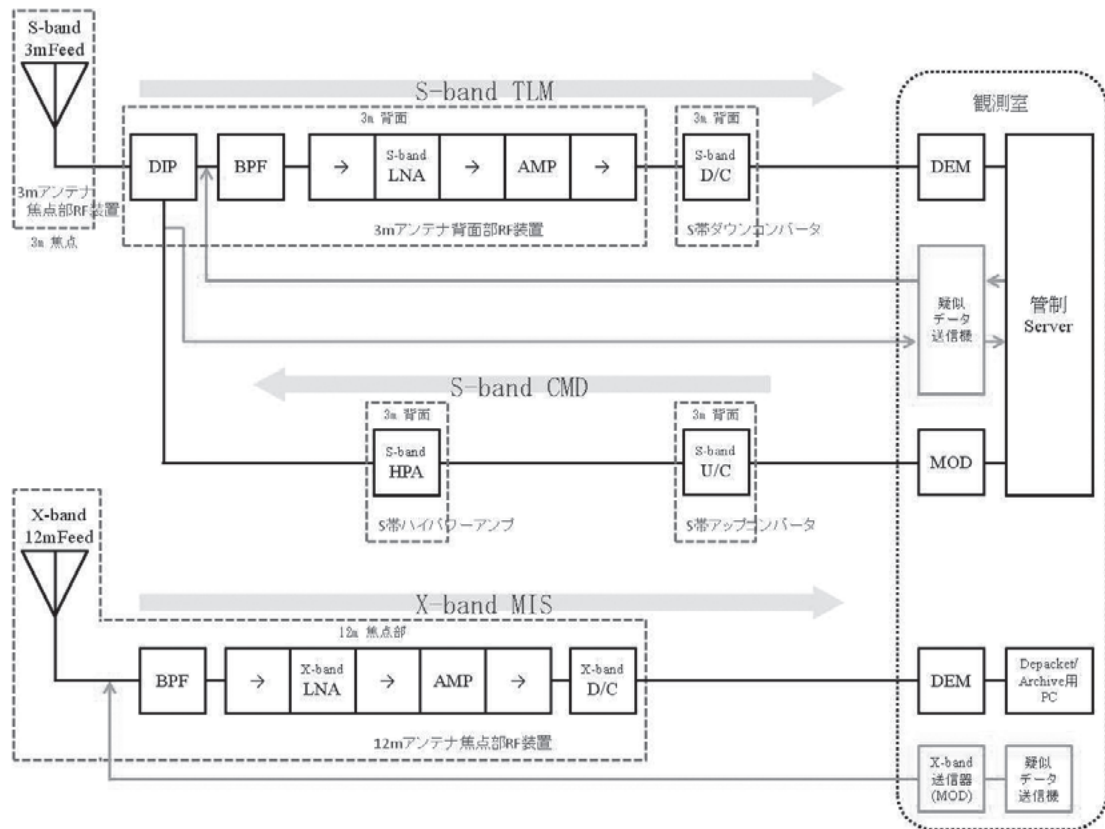 S-band
3mFeed
S-band TLM
3m 背面
DIP
BPF
→
S-band
LNA
→
AMP
→
3mアンテナ背面部RF装置
3mアンテナ
焦点部RF装置
3m 焦点
3m 背面
S-band
D/C
S帯ダウンコンバータ
観測室
DEM
疑似
データ
送信機
管制
Server
S-band CMD
3m 背面
S-band
HPA
S帯ハイパワーアンプ
3m 背面
S-band
U/C
S帯アップコンバータ
MOD
X-band
12mFeed
X-band MIS
12m 焦点部
BPF
→
X-band
LNA
→
AMP
→
X-band
D/C
12mアンテナ焦点部RF装置
DEM
Depacket/
Archive用
PC
X-band
送信器
(MOD)
疑似
データ
送信機